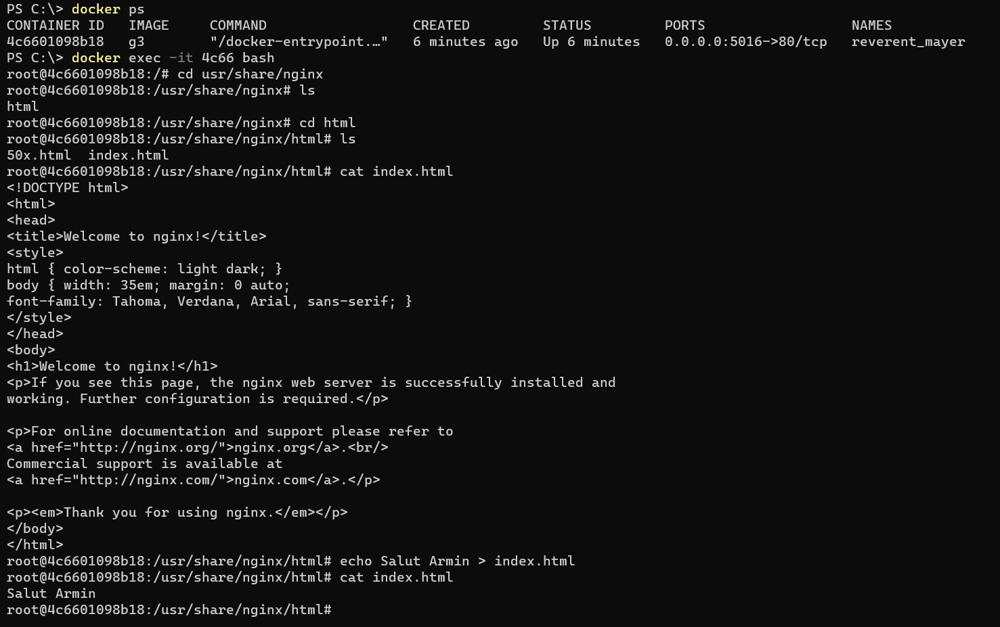 PS C:\> docker ps
CONTAINER ID   IMAGE     COMMAND                  CREATED         STATUS         PORTS                  NAMES
4c6601098b18   g3        "/docker-entrypoint.…"   6 minutes ago   Up 6 minutes   0.0.0.0:5016->80/tcp   reverent_mayer
PS C:\> docker exec -it 4c66 bash
root@4c6601098b18:/# cd usr/share/nginx
root@4c6601098b18:/usr/share/nginx# ls
html
root@4c6601098b18:/usr/share/nginx# cd html
root@4c6601098b18:/usr/share/nginx/html# ls
50x.html  index.html
root@4c6601098b18:/usr/share/nginx/html# cat index.html
<!DOCTYPE html>
<html>
<head>
<title>Welcome to nginx!</title>
<style>
html { color-scheme: light dark; }
body { width: 35em; margin: 0 auto;
font-family: Tahoma, Verdana, Arial, sans-serif; }
</style>
</head>
<body>
<h1>Welcome to nginx!</h1>
<p>If you see this page, the nginx web server is successfully installed and
working. Further configuration is required.</p>

<p>For online documentation and support please refer to
<a href="http://nginx.org/">nginx.org</a>.<br/>
Commercial support is available at
<a href="http://nginx.com/">nginx.com</a>.</p>

<p><em>Thank you for using nginx.</em></p>
</body>
</html>
root@4c6601098b18:/usr/share/nginx/html# echo Salut Armin > index.html
root@4c6601098b18:/usr/share/nginx/html# cat index.html
Salut Armin
root@4c6601098b18:/usr/share/nginx/html#